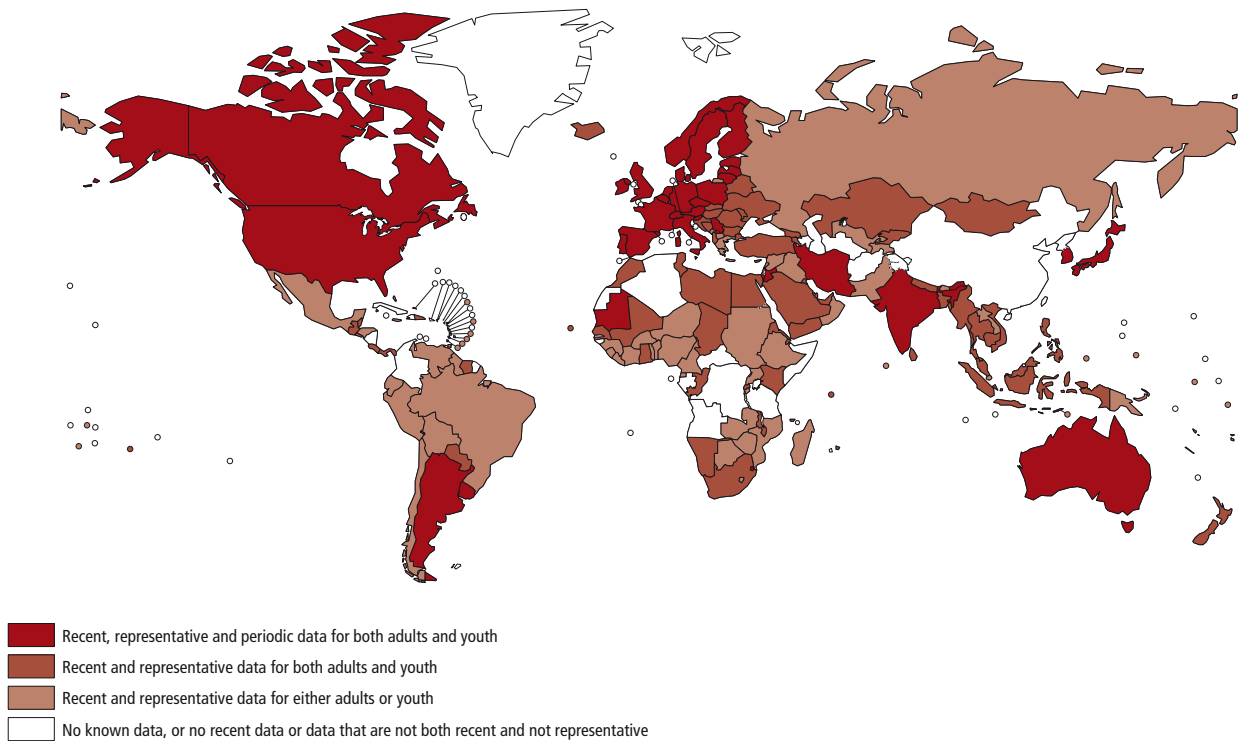 Recent, representative and periodic data for both adults and youth
Recent and representative data for both adults and youth
Recent and representative data for either adults or youth
No known data, or no recent data or data that are not both recent and not representative